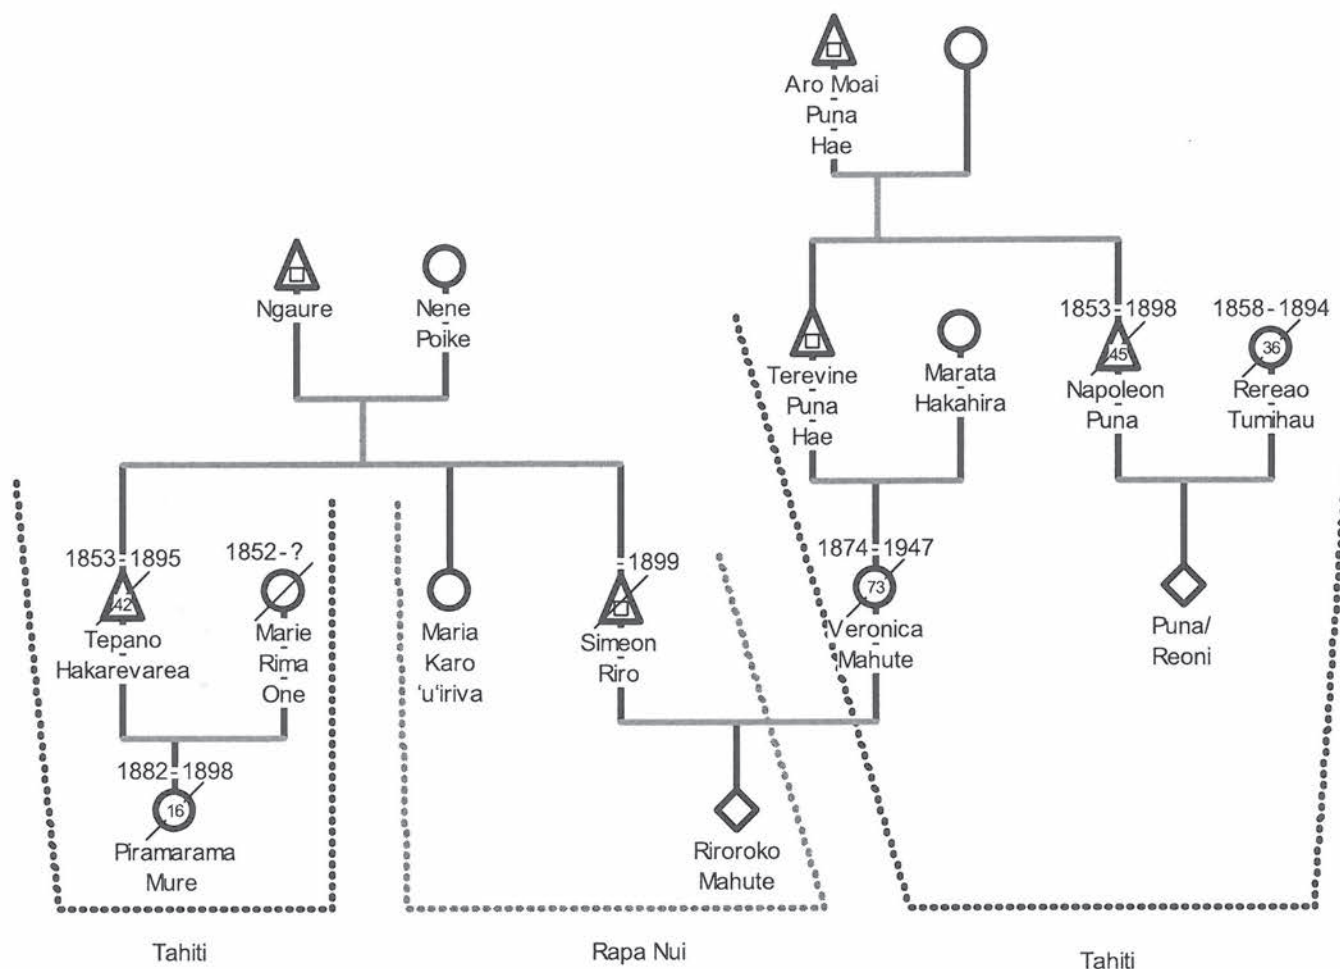 Aro Moai
Puna
Hae
Ngaure
Nene
Poike
Terevine
Puna
Hae
Marata
Hakahira
1853-1898
45
Napoleon
Puna
1858-1894
36
Rereao
Tumihau
1853-1895
42
Tepano
Hakarevarea
1852-?
Marie
Rima
One
Maria
Karo
'u'iriva
-1899
Simeon
Riro
1874-1947
73
Veronica
Mahute
Puna/
Reoni
1882-1898
16
Piramarama
Mure
Riroroko
Mahute
Tahiti
Rapa Nui
Tahiti